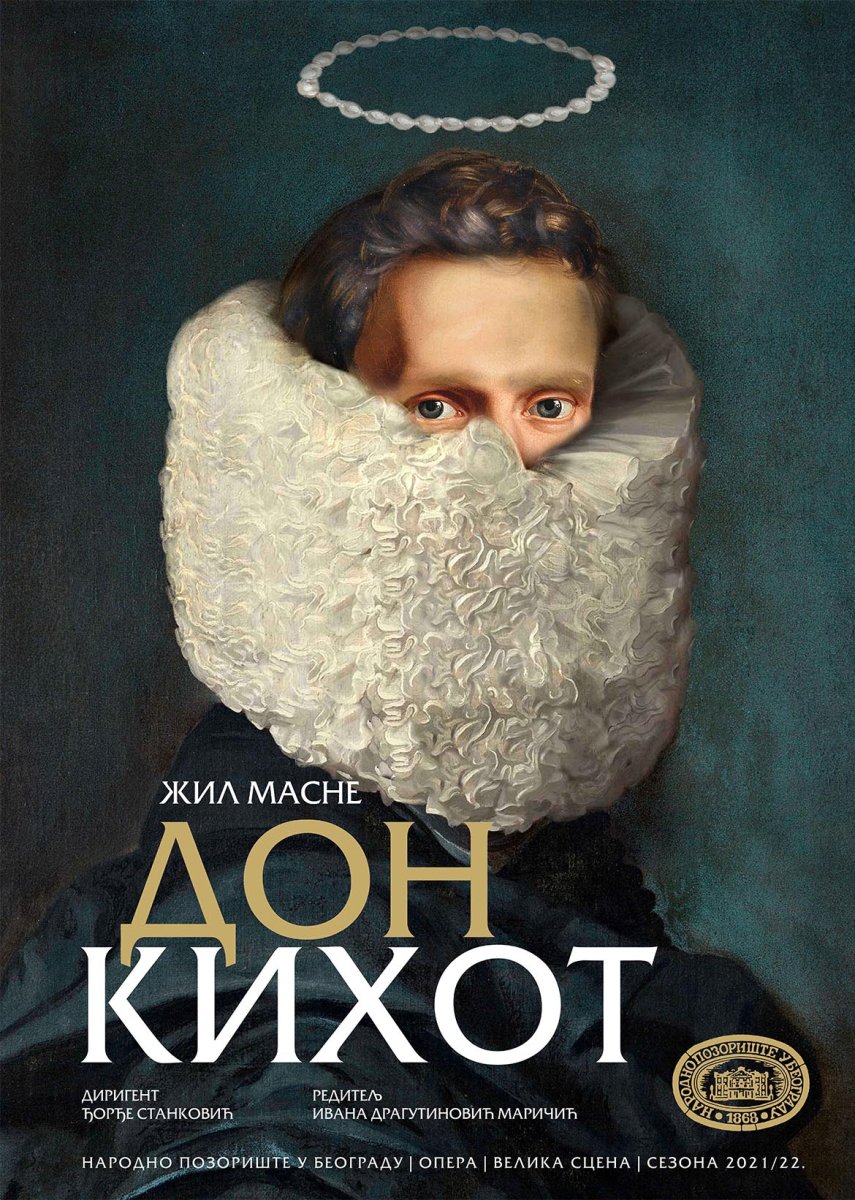 ЖИЛ МАСНЕ
ДОН
КИХОТ
ДИРИГЕНТ
ЂОРЂЕ СТАНКОВИЋ
РЕДИТЕЉ
ИВАНА ДРАГУТИНОВИЋ МАРИЧИЋ
НАРОДНО ПОЗОРИШТЕ У БЕОГРАДУ
• 1868 •
НАРОДНО ПОЗОРИШТЕ У БЕОГРАДУ | ОПЕРА | ВЕЛИКА СЦЕНА | СЕЗОНА 2021/22.